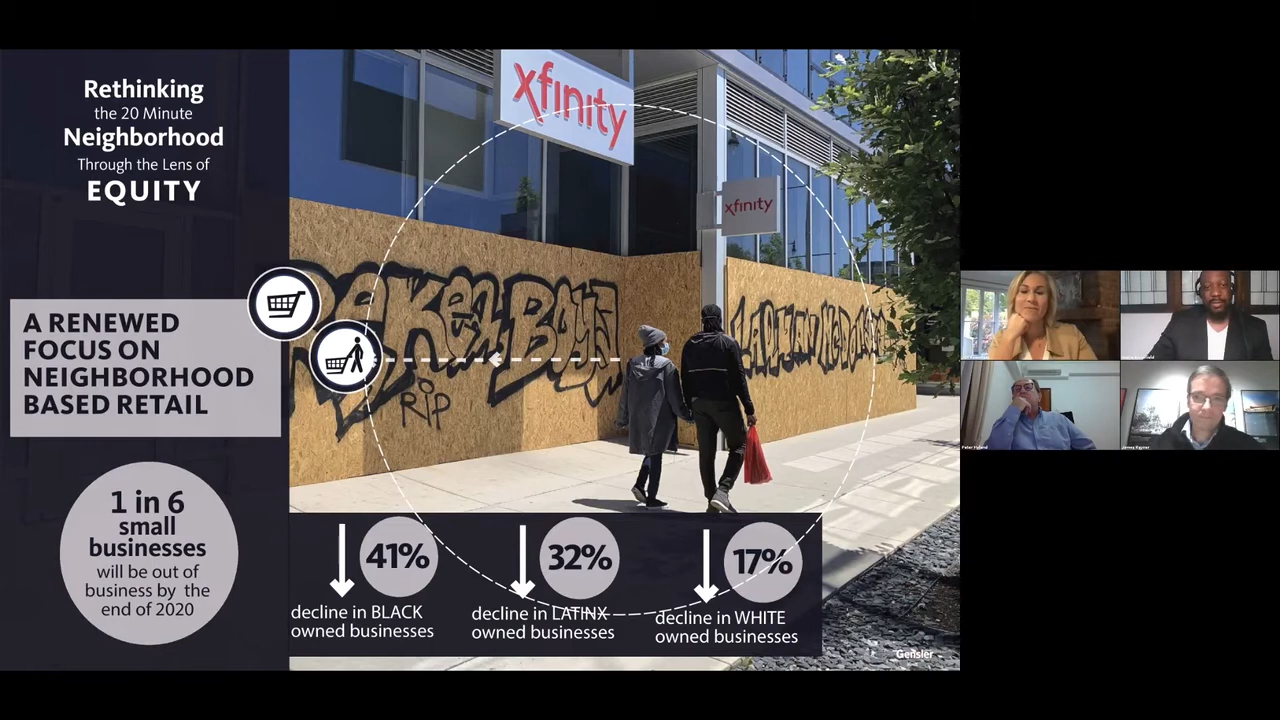 Rethinking
the 20 Minute
Neighborhood
Through the Lens of
EQUITY
A RENEWED
FOCUS ON
NEIGHBORHOOD
BASED RETAIL
1 in 6
small
businesses
will be out of
business by the
end of 2020
xfinity
xfinity
RIP
41%
decline in BLACK
owned businesses
32%
decline in LATINX
owned businesses
17%
decline in WHITE
owned businesses
Gensler
Peter Hyland